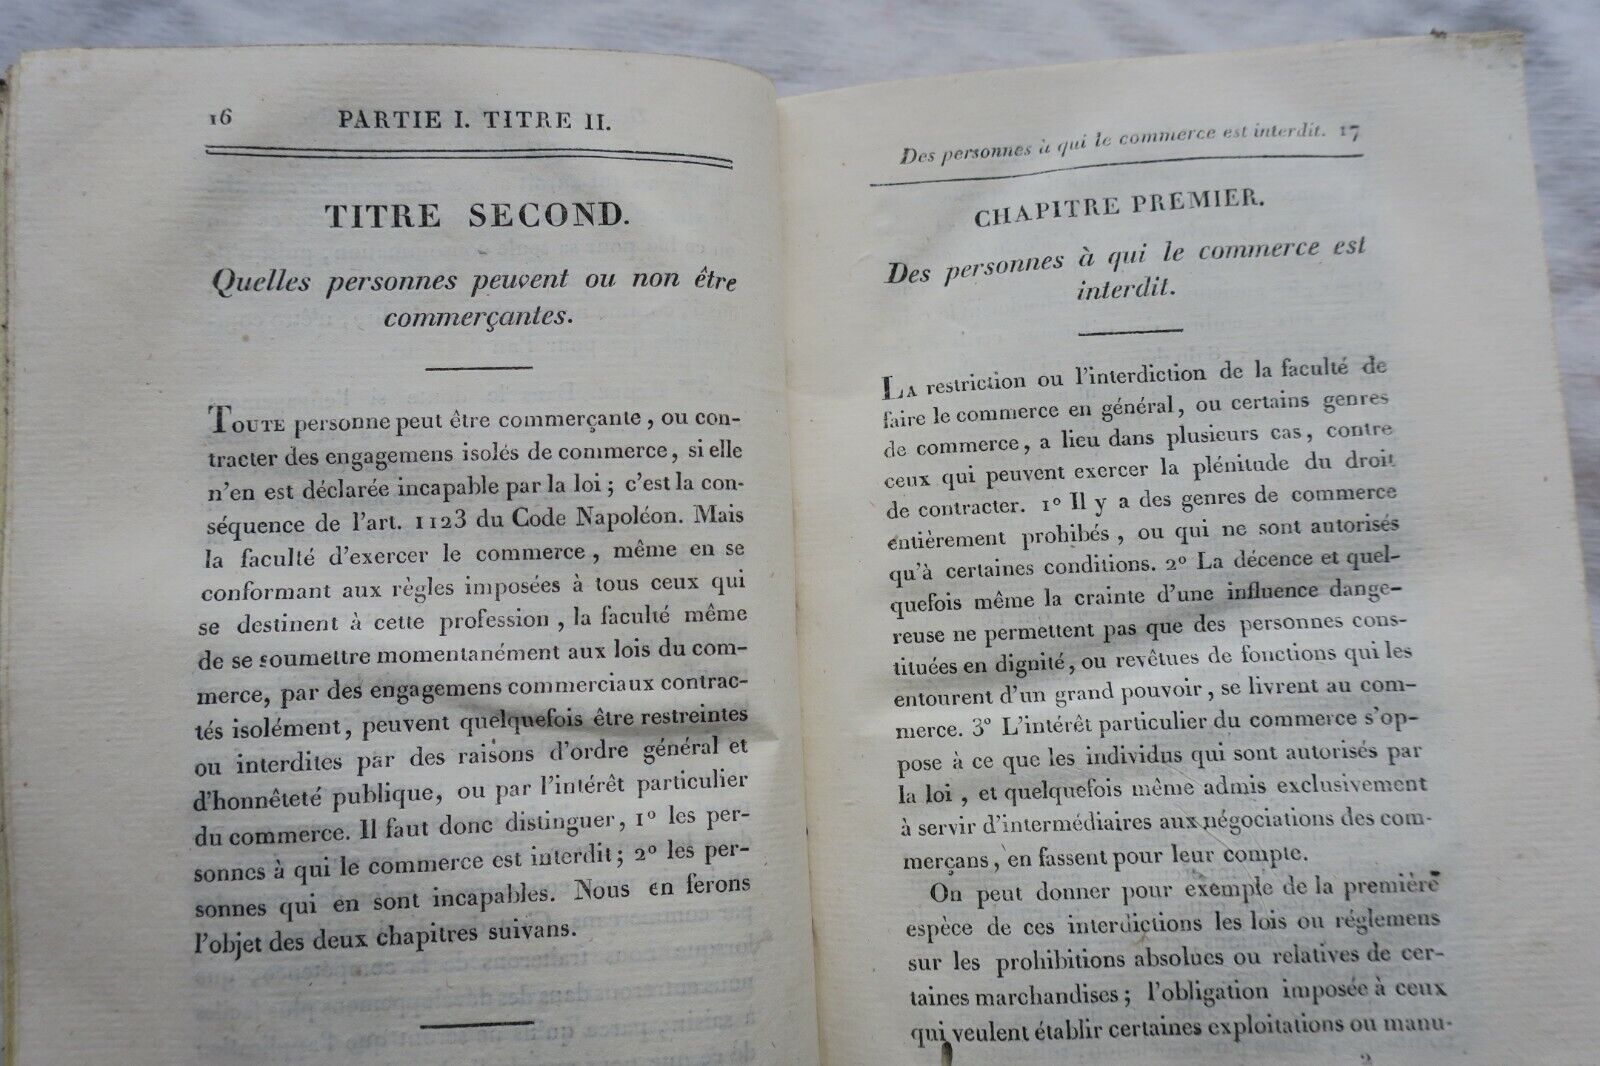 16 PARTIE I. TITRE II.
TITRE SECOND.
Quelles personnes peuvent ou non être
commerçantes.
TOUTE personne peut être commerçante, ou con-
tracter des engagemens isolés de commerce, si elle
n'en est déclarée incapable par la loi; c'est la con-
séquence de l'art. 1123 du Code Napoléon. Mais
la faculté d'exercer le commerce, même en se
conformant aux règles imposées à tous ceux qui
se destinent à cette profession, la faculté même
de se soumettre momentanément aux lois du com-
merce, par des engagemens commerciaux contrac-
tés isolément, peuvent quelquefois être restreintes
ou interdites par des raisons d'ordre général et
d'honnêteté publique, ou par l'intérêt particulier
du commerce. Il faut donc distinguer, 1º les per-
sonnes à qui le commerce est interdit; 2º les per-
sonnes qui en sont incapables. Nous en ferons
l'objet des deux chapitres suivans.
Des personnes à qui le commerce est interdit. 17
CHAPITRE PREMIER.
Des personnes à qui le commerce est
interdit.
LA restriction ou l'interdiction de la faculté de
faire le commerce en général, ou certains genres
de commerce, a lieu dans plusieurs cas, contre
ceux qui peuvent exercer la plénitude du droit
de contracter. 1º Il y a des genres de commerce
entièrement prohibés, ou qui ne sont autorisés
qu'à certaines conditions. 2º La décence et quel-
quefois même la crainte d'une influence dange-
reuse ne permettent pas que des personnes cons-
tituées en dignité, ou revêtues de fonctions qui les
entourent d'un grand pouvoir, se livrent au com-
merce. 3º L'intérêt particulier du commerce s'op-
pose à ce que les individus qui sont autorisés par
la loi, et quelquefois même admis exclusivement
à servir d'intermédiaires aux négociations des com-
merçans, en fassent pour leur compte.
On peut donner pour exemple de la première
espèce de ces interdictions les lois ou réglemens
sur les prohibitions absolues ou relatives de cer-
taines marchandises; l'obligation imposée à ceux
qui veulent établir certaines exploitations ou manu-
2